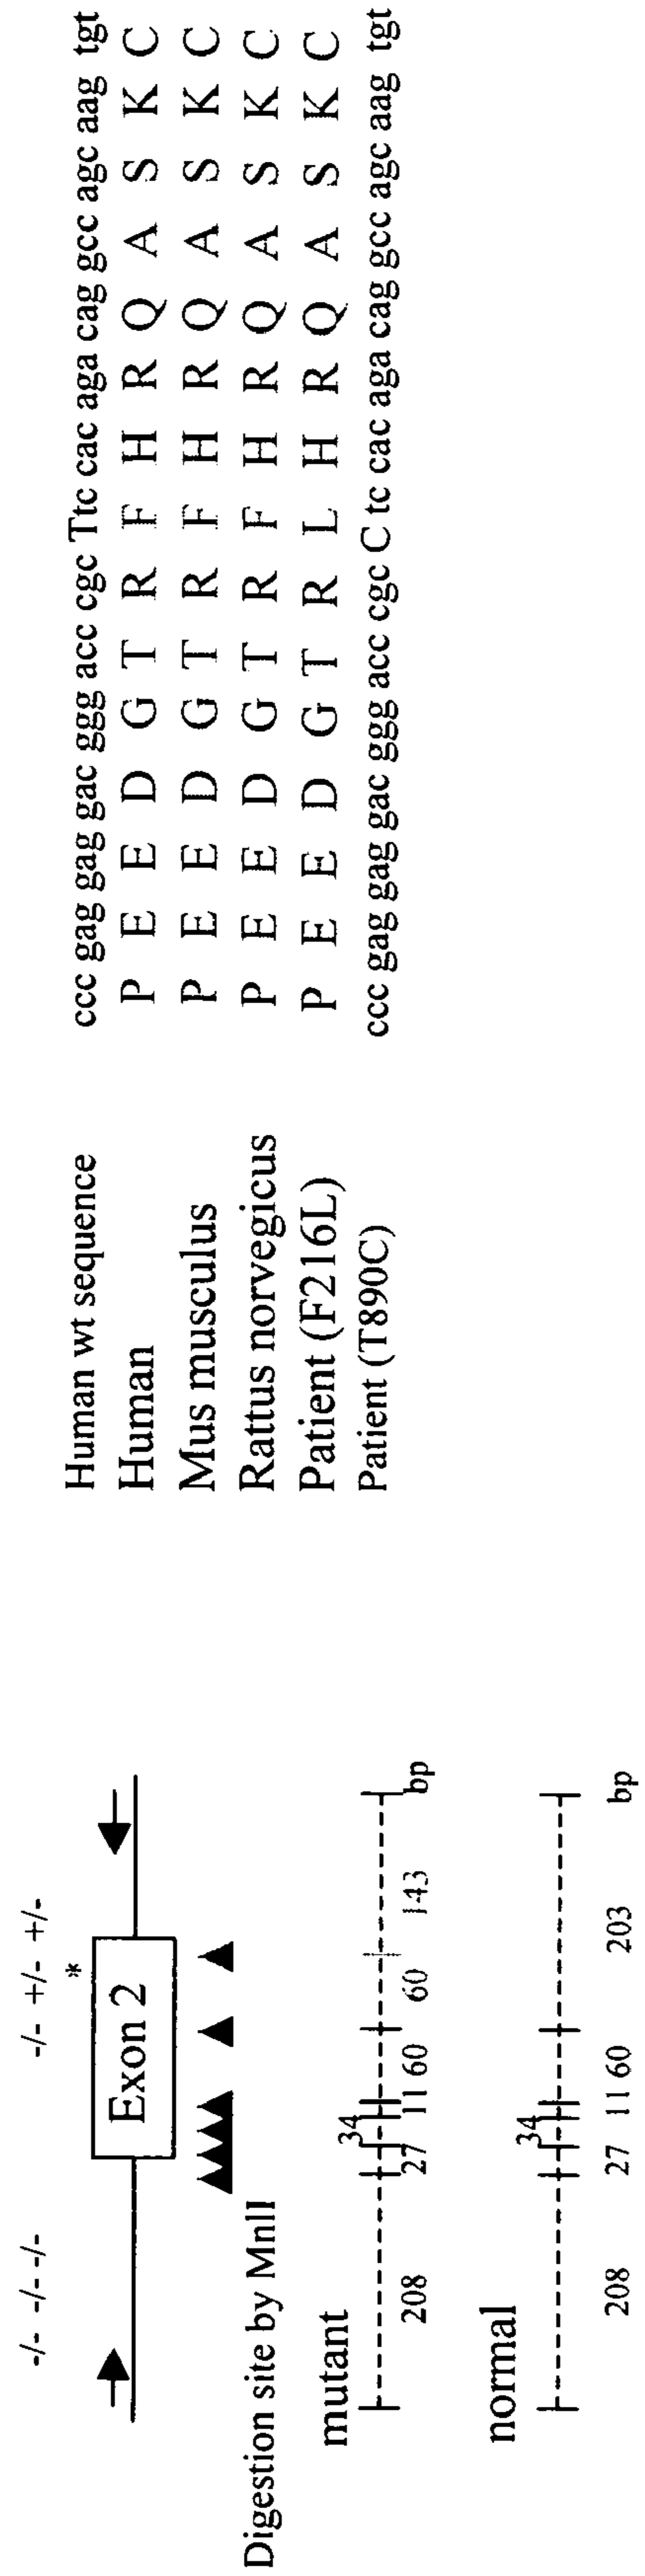 -/- -/- -/-
-/- +/- +/-
*
Exon 2
Digestion site by MnlI
mutant
34
208 27 11 60 60 143 bp
normal
34
208 27 11 60 203 bp
Human wt sequence ccc gag gag gac ggg acc cgc Ttc cac aga cag gcc agc aag tgt
Human P E E D G T R F H R Q A S K C
Mus musculus P E E D G T R F H R Q A S K C
Rattus norvegicus P E E D G T R F H R Q A S K C
Patient (F216L) P E E D G T R L H R Q A S K C
Patient (T890C) ccc gag gag gac ggg acc cgc C tc cac aga cag gcc agc aag tgt